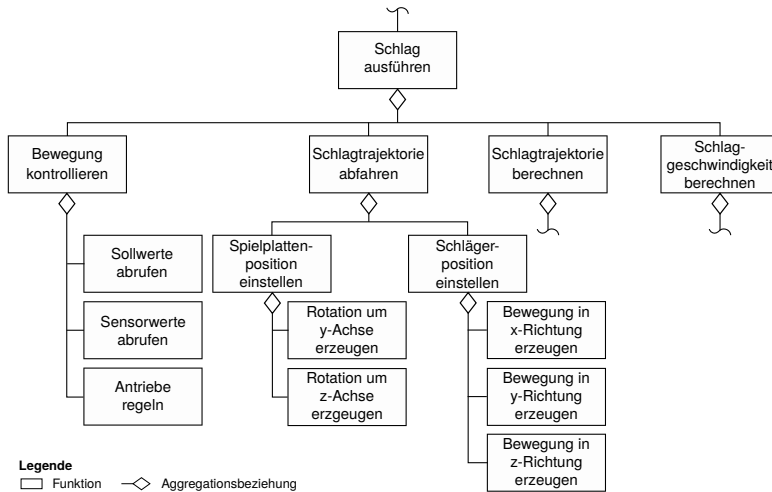 Schlag
ausführen
Bewegung
kontrollieren
Schlagtrajektorie
abfahren
Schlagtrajektorie
berechnen
Schlag-
geschwindigkeit
berechnen
Sollwerte
abrufen
Sensorwerte
abrufen
Antriebe
regeln
Spielplatten-
position
einstellen
Schläger-
position
einstellen
Rotation um
y-Achse
erzeugen
Rotation um
z-Achse
erzgeugen
Bewegung in
x-Richtung
erzeugen
Bewegung in
y-Richtung
erzeugen
Bewegung in
z-Richtung
erzeugen
Legende
Funktion
Aggregationsbeziehung